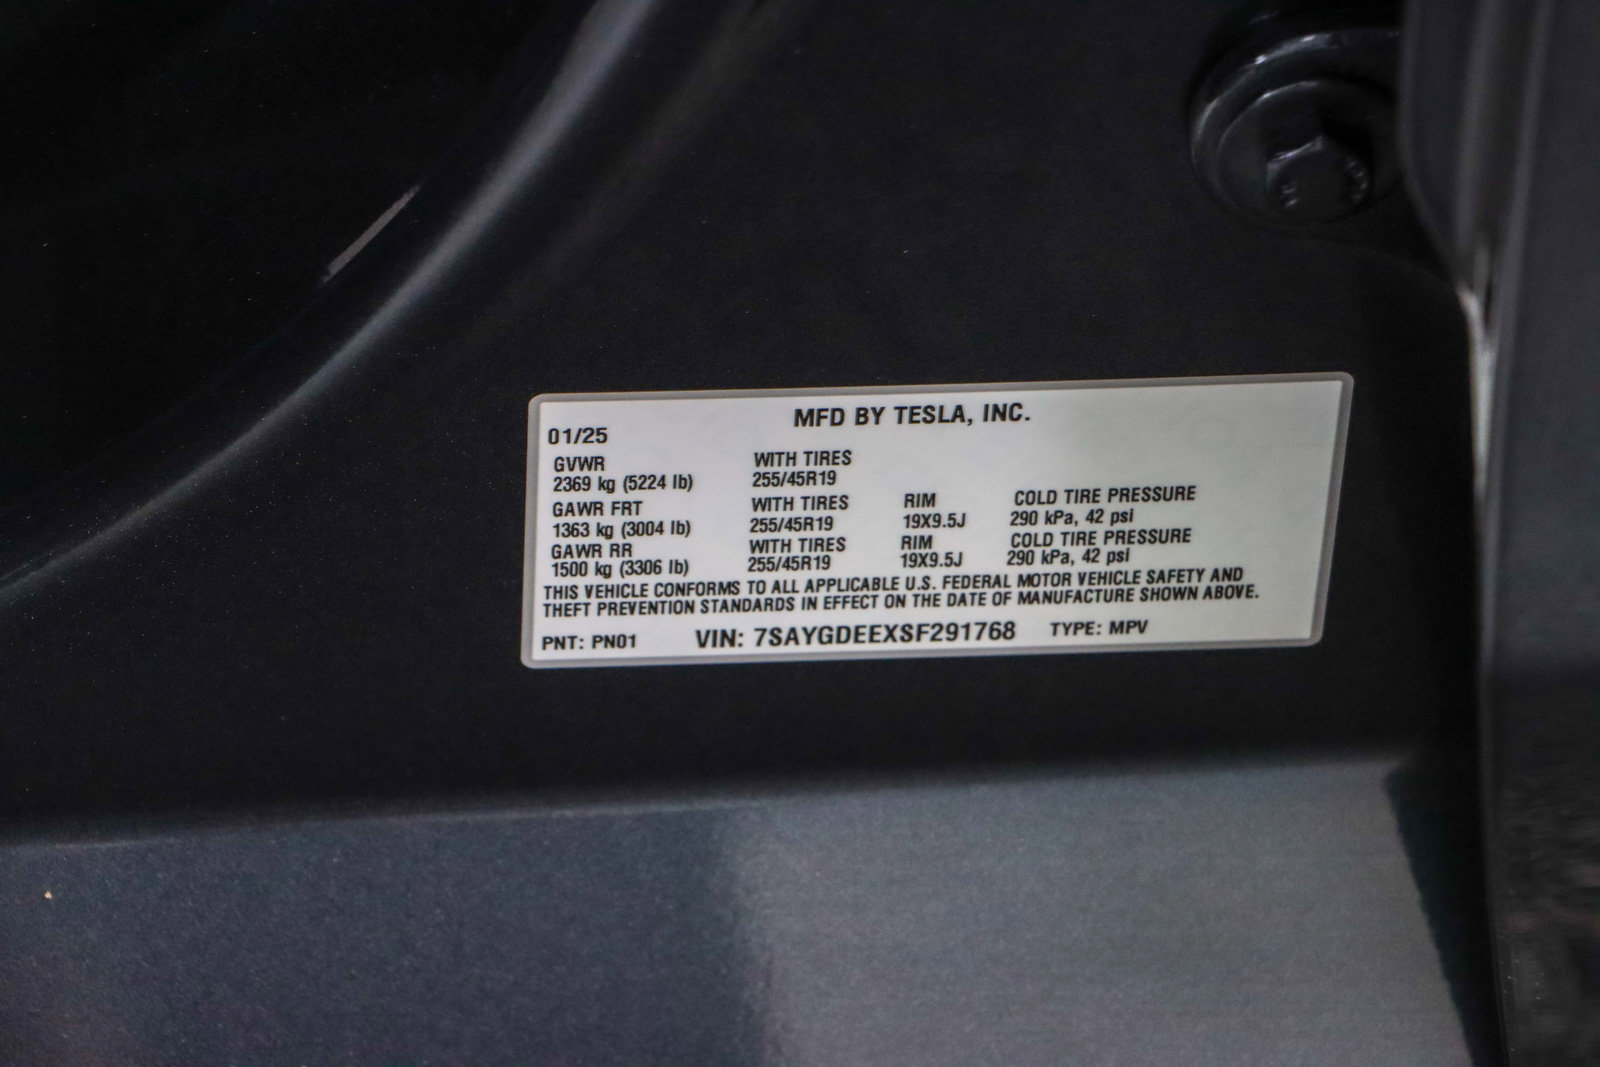 MFD BY TESLA, INC.
01/25
GVWR WITH TIRES
2369 kg (5224 lb) 255/45R19
GAWR FRT WITH TIRES RIM COLD TIRE PRESSURE
1363 kg (3004 lb) 255/45R19 19X9.5J 290 kPa, 42 psi
GAWR RR WITH TIRES RIM COLD TIRE PRESSURE
1500 kg (3306 lb) 255/45R19 19X9.5J 290 kPa, 42 psi
THIS VEHICLE CONFORMS TO ALL APPLICABLE U.S. FEDERAL MOTOR VEHICLE SAFETY AND
THEFT PREVENTION STANDARDS IN EFFECT ON THE DATE OF MANUFACTURE SHOWN ABOVE.
PNT: PN01 VIN: 7SAYGDEEXSF291768 TYPE: MPV